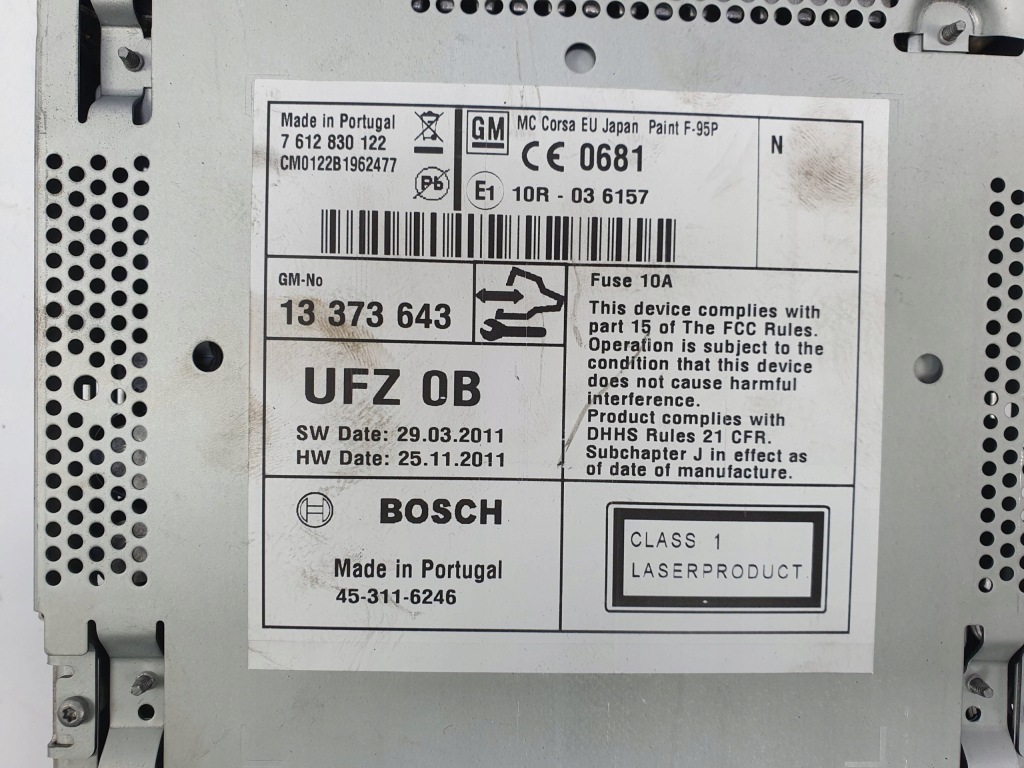 Made in Portugal
7 612 830 122
CM0122B1962477
Pb
GM
MC Corsa EU Japan Paint F-95P
CE 0681
E1
10R - 03 6157
N
GM-No
13 373 643
UFZ 0B
SW Date: 29.03.2011
HW Date: 25.11.2011
Fuse 10A
This device complies with
part 15 of The FCC Rules.
Operation is subject to the
condition that this device
does not cause harmful
interference.
Product complies with
DHHS Rules 21 CFR.
Subchapter J in effect as
of date of manufacture.
BOSCH
Made in Portugal
45-311-6246
CLASS 1
LASERPRODUCT